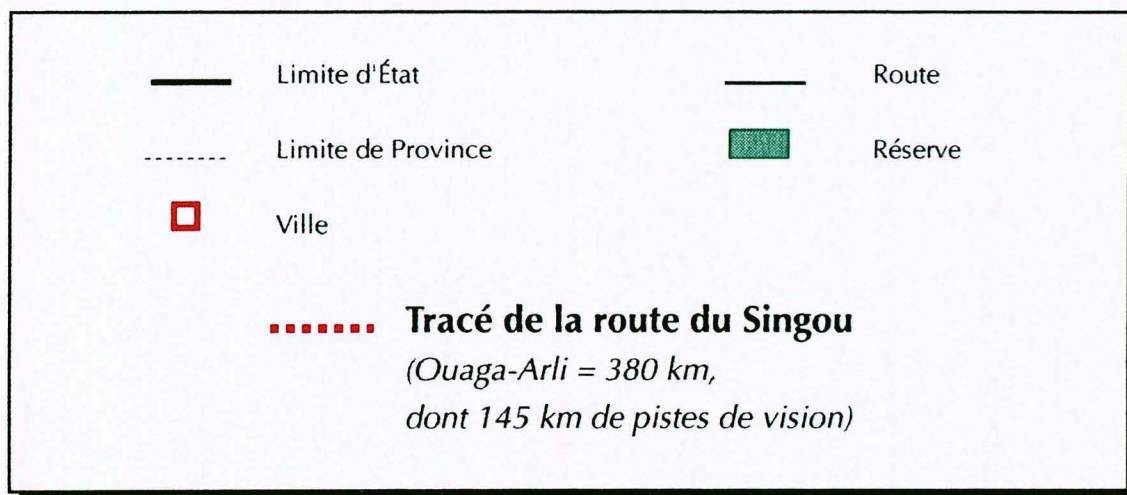 Limite d'État
Route
Limite de Province
Réserve
Ville
Tracé de la route du Singou
(Ouaga-Arli = 380 km,
dont 145 km de pistes de vision)